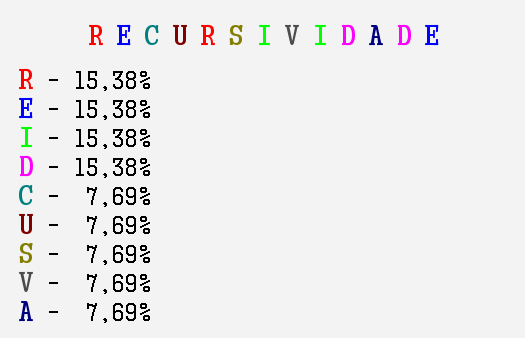 R E C U R S I V I D A D E
R - 15,38%
E - 15,38%
I - 15,38%
D - 15,38%
C - 7,69%
U - 7,69%
S - 7,69%
V - 7,69%
A - 7,69%